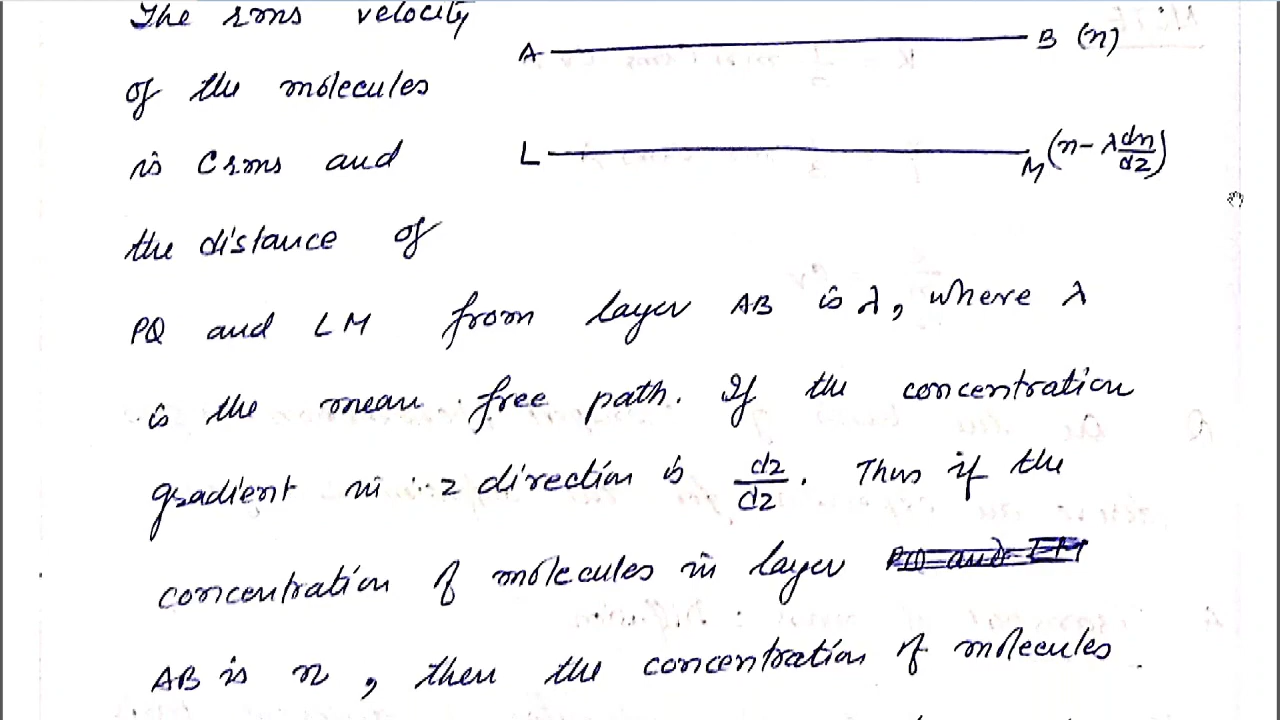 The rms velocity
A B (n)
of the molecules
is Crms and
L M (n - λ dn/dz)
the distance of
PQ and LM from layer AB is λ, where λ
is the mean free path. If the concentration
gradient in z direction is dz/dz. Thus if the
concentration of molecules in layer PQ and LM
AB is n, then the concentration of molecules